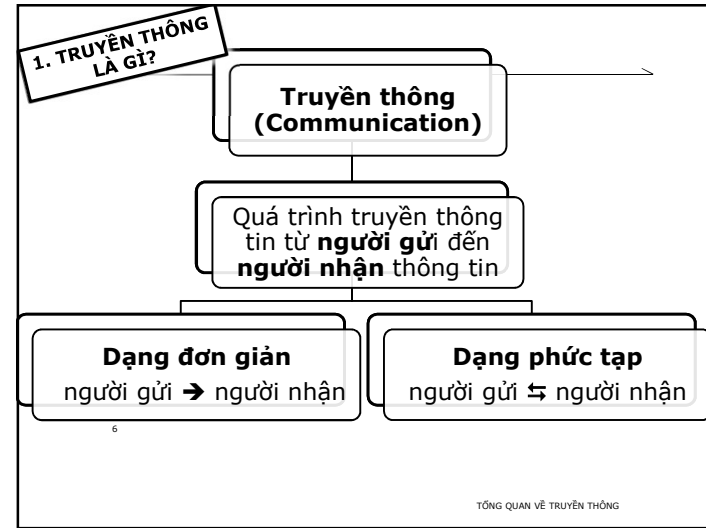 1. TRUYỀN THÔNG
LÀ GÌ?
Truyền thông
(Communication)
Quá trình truyền thông
tin từ người gửi đến
người nhận thông tin
Dạng đơn giản
người gửi ➔ người nhận
Dạng phức tạp
người gửi ⇆ người nhận
6
TỔNG QUAN VỀ TRUYỀN THÔNG